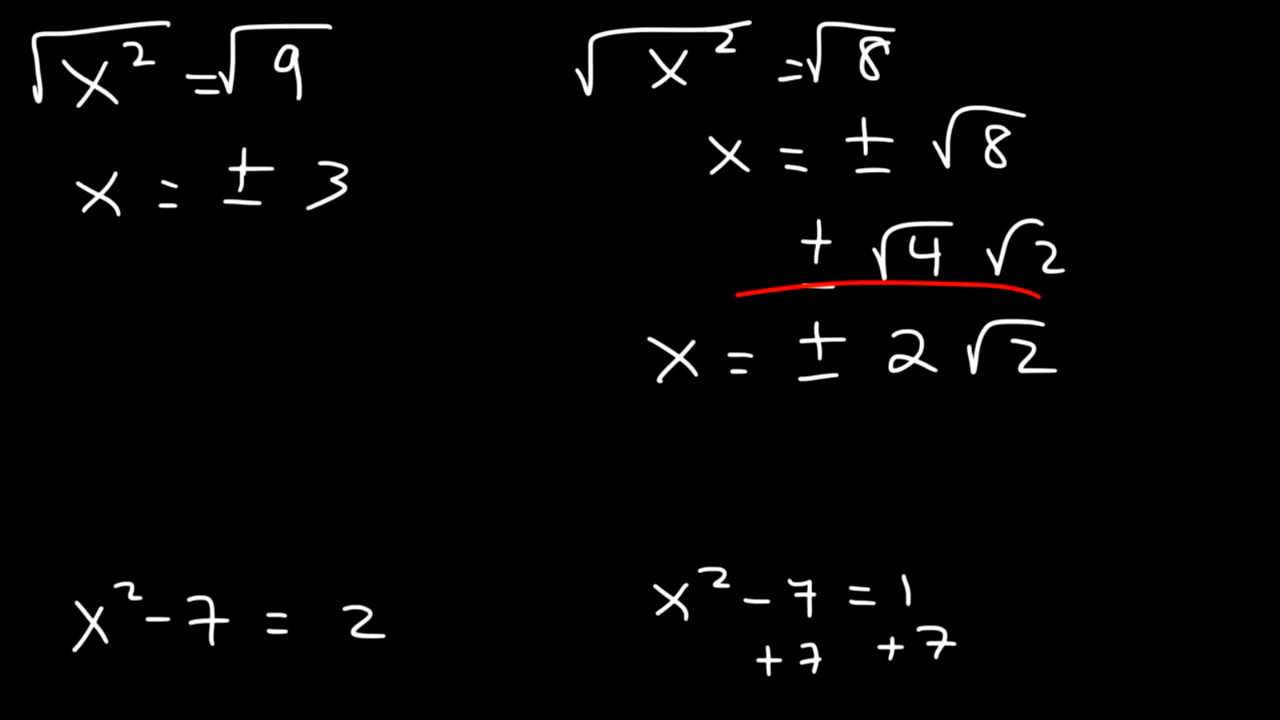 √x² = √9
x = ± 3
√x² = √8
x = ± √8
± √4 √2
x = ± 2 √2
x² - 7 = 2
x² - 7 = 1
+7 +7